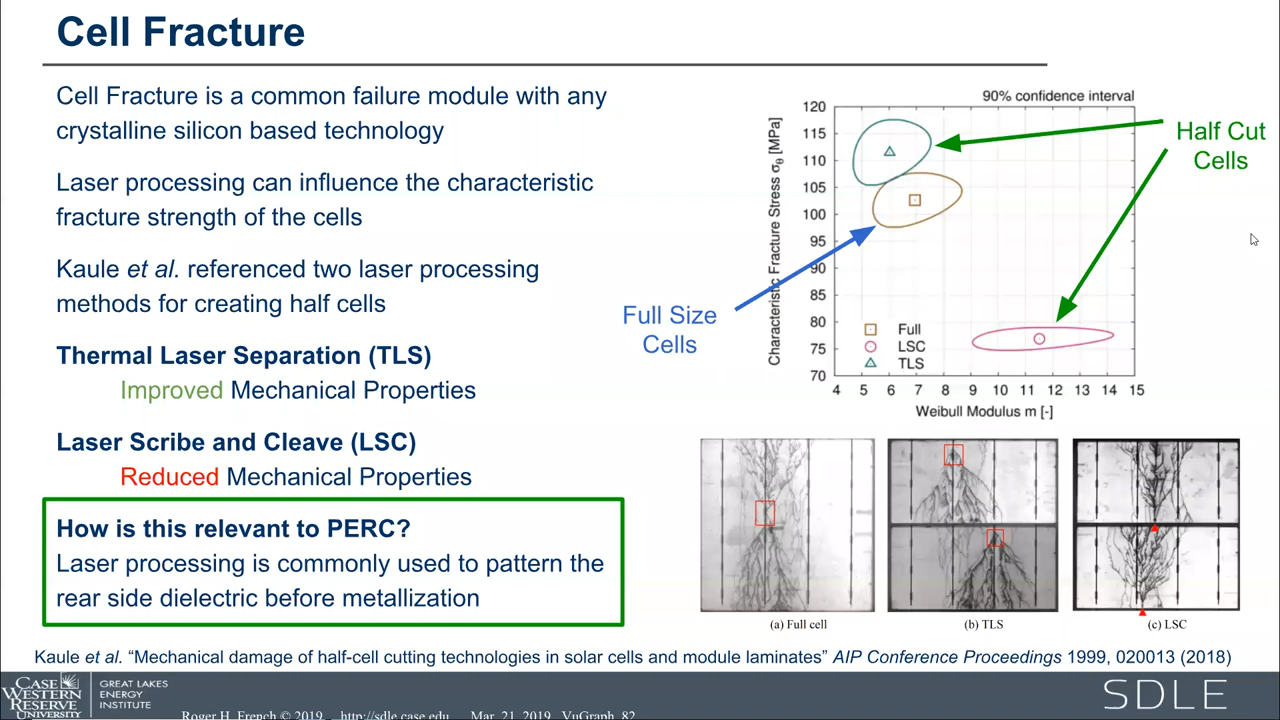 Cell Fracture
Cell Fracture is a common failure module with any
crystalline silicon based technology
Laser processing can influence the characteristic
fracture strength of the cells
Kaule et al. referenced two laser processing
methods for creating half cells
Thermal Laser Separation (TLS)
Improved Mechanical Properties
Laser Scribe and Cleave (LSC)
Reduced Mechanical Properties
How is this relevant to PERC?
Laser processing is commonly used to pattern the
rear side dielectric before metallization
90% confidence interval
Characteristic Fracture Stress σθ [MPa]
120
115
110
105
100
95
90
85
80
75
70
4 5 6 7 8 9 10 11 12 13 14 15
Weibull Modulus m [-]
Full
LSC
TLS
Half Cut
Cells
Full Size
Cells
(a) Full cell
(b) TLS
(c) LSC
Kaule et al. “Mechanical damage of half-cell cutting technologies in solar cells and module laminates” AIP Conference Proceedings 1999, 020013 (2018)
CASE
WESTERN
RESERVE
UNIVERSITY
GREAT LAKES
ENERGY
INSTITUTE
Roger H. French © 2019 http://sdle.case.edu Mar. 21, 2019 VuGraph 82
SDLE